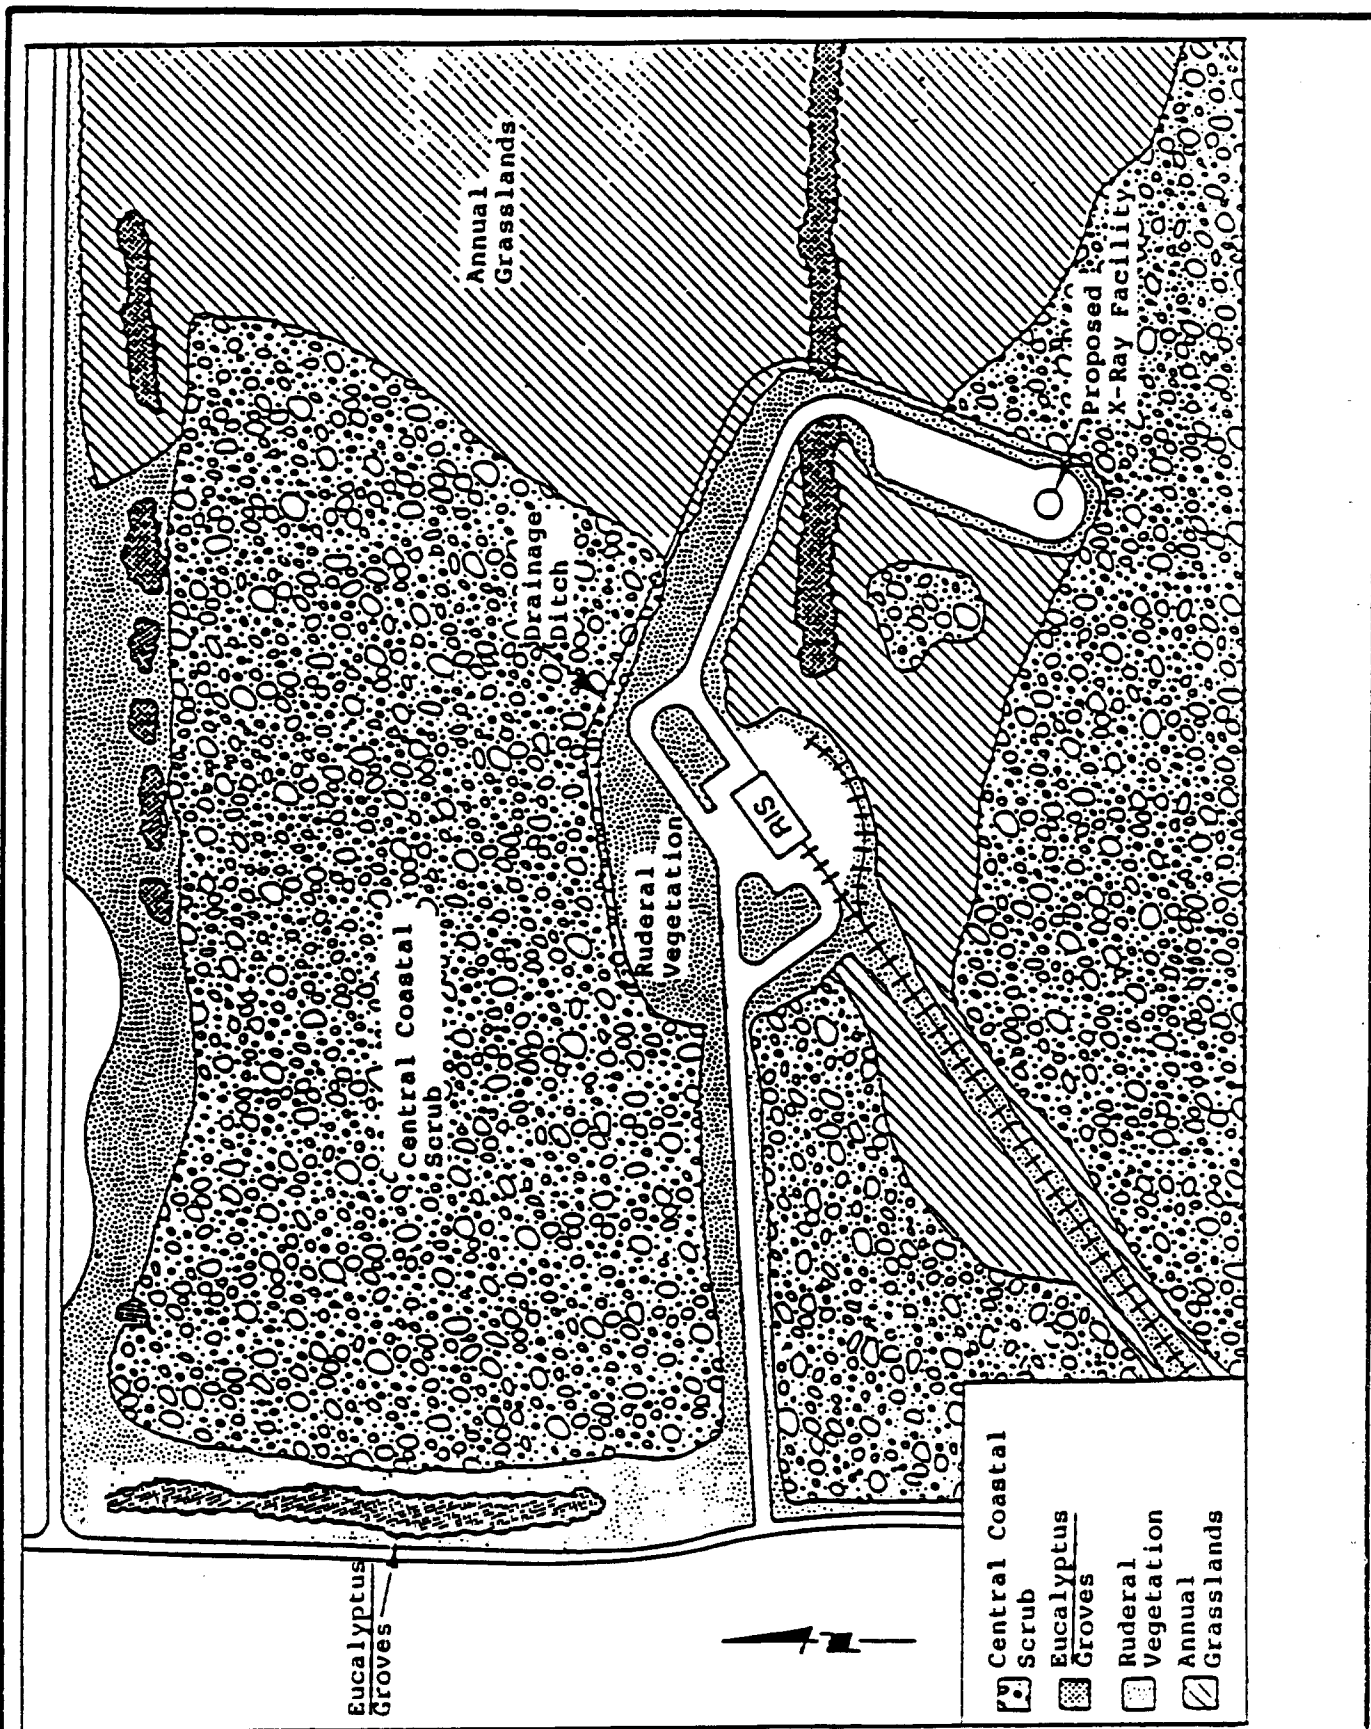 Annual
Grasslands
Proposed
X-Ray Facility
Drainage
Ditch
Central Coastal
Scrub
Ruderal
Vegetation
RIS
Eucalyptus
Groves
N
Central Coastal
Scrub
Eucalyptus
Groves
Ruderal
Vegetation
Annual
Grasslands